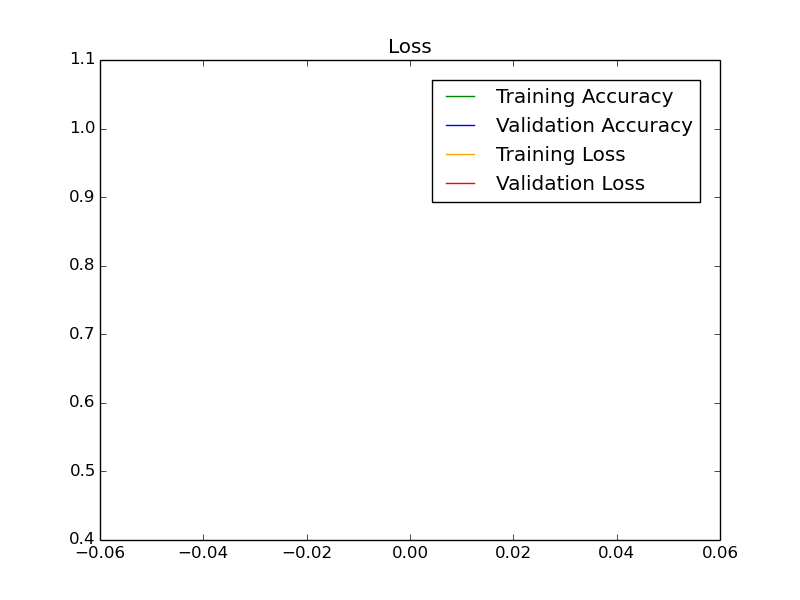 Loss
1.1
1.0
0.9
0.8
0.7
0.6
0.5
0.4
Training Accuracy
Validation Accuracy
Training Loss
Validation Loss
−0.06 −0.04 −0.02 0.00 0.02 0.04 0.06